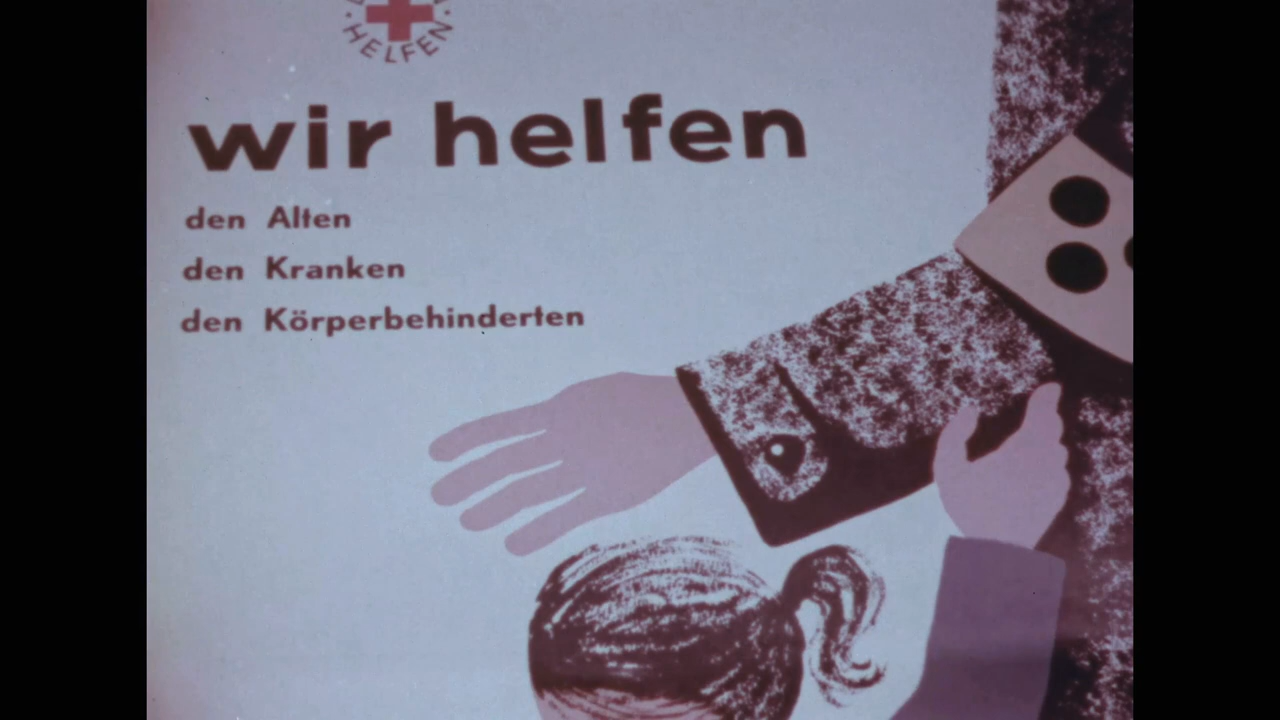 HELFEN
wir helfen
den Alten
den Kranken
den Körperbehinderten